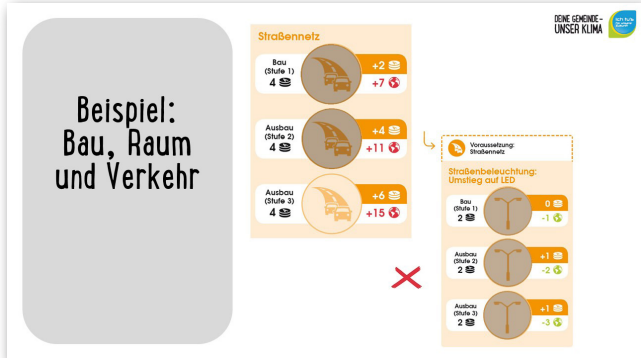 DEINE GEMEINDE –
UNSER KLIMA
Beispiel:
Bau, Raum
und Verkehr
Straßennetz
Bau
(Stufe 1)
4
+2
+7
Ausbau
(Stufe 2)
4
+4
+11
Ausbau
(Stufe 3)
4
+6
+15
Voraussetzung:
Straßennetz
Straßenbeleuchtung:
Umstieg auf LED
Bau
(Stufe 1)
2
0
-1
Ausbau
(Stufe 2)
2
+1
-2
Ausbau
(Stufe 3)
2
+1
-3